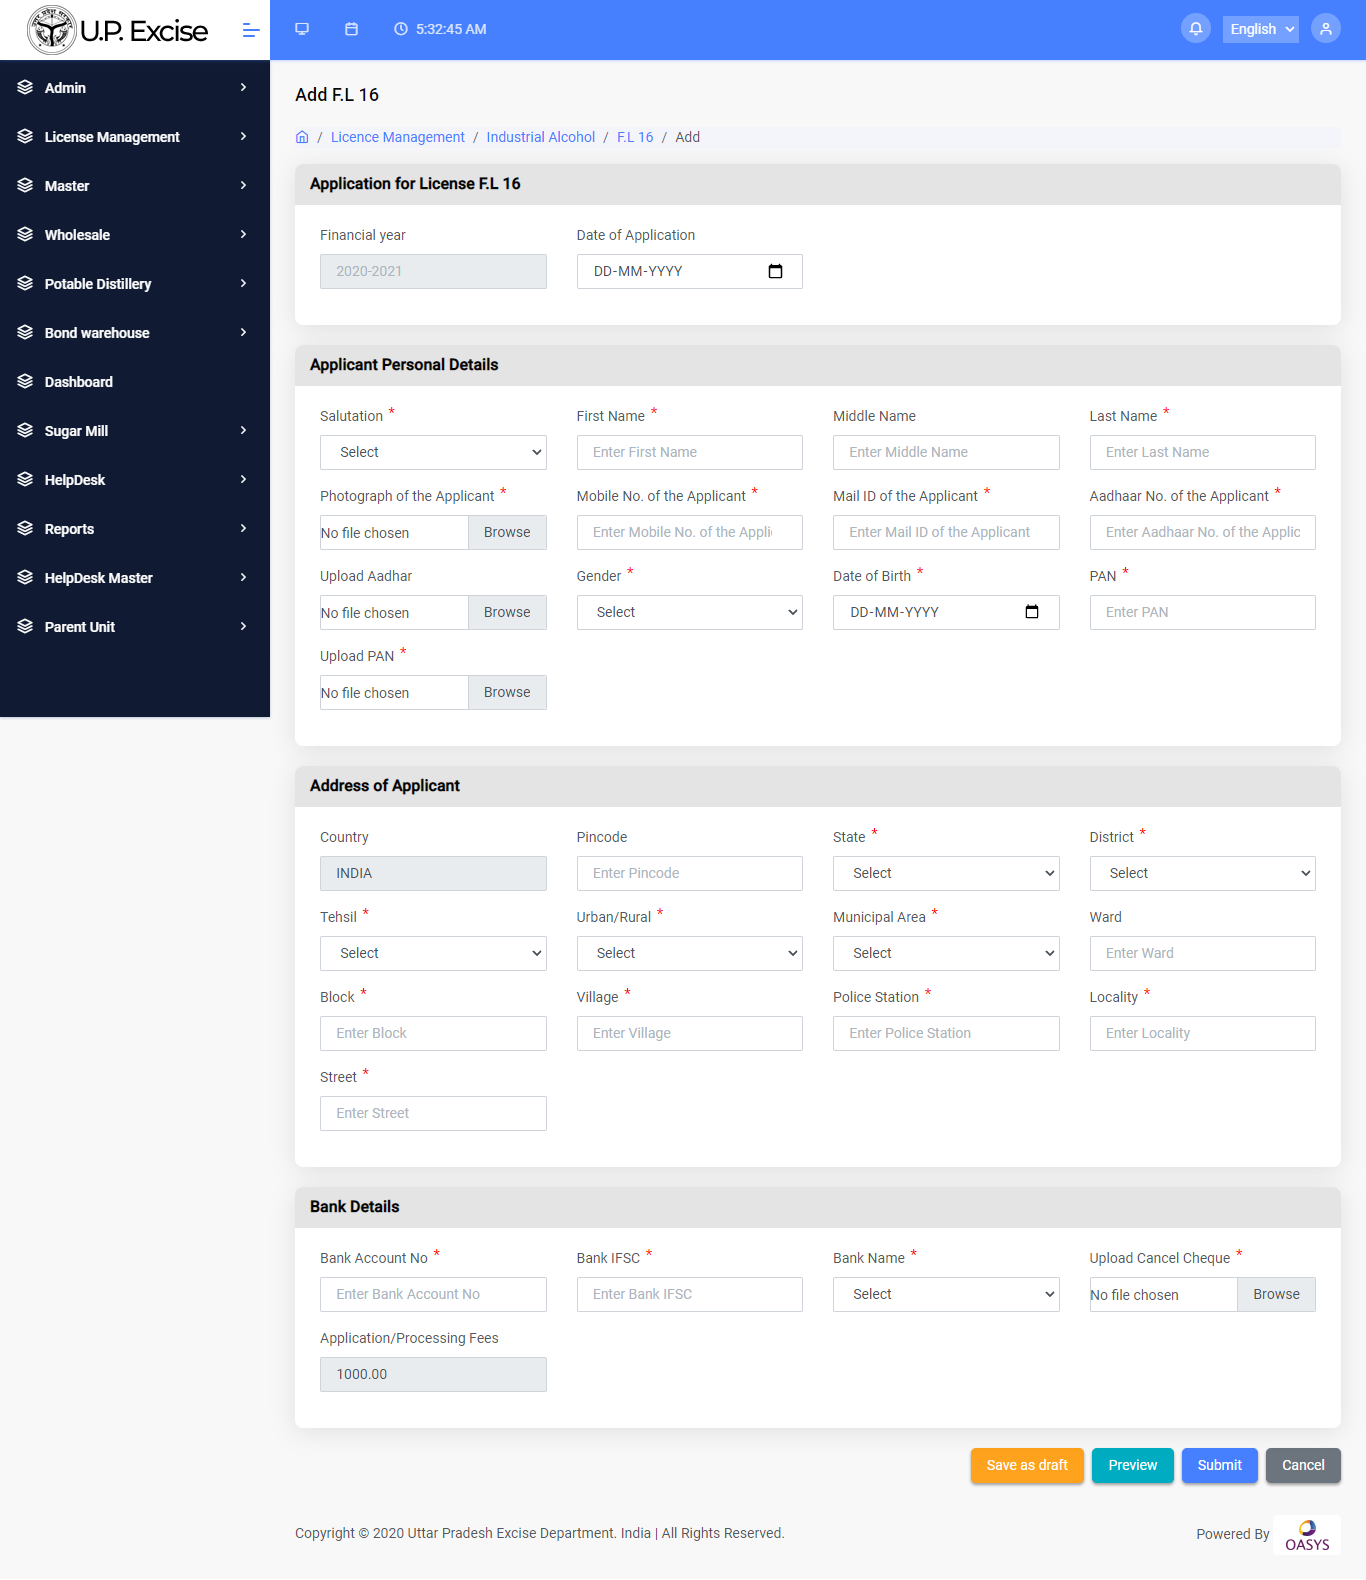 U.P. Excise
5:32:45 AM
English
Admin
License Management
Master
Wholesale
Potable Distillery
Bond warehouse
Dashboard
Sugar Mill
HelpDesk
Reports
HelpDesk Master
Parent Unit
Add F.L 16
/ Licence Management / Industrial Alcohol / F.L 16 / Add
Application for License F.L 16
Financial year
Date of Application
2020-2021
DD-MM-YYYY
Applicant Personal Details
Salutation * First Name * Middle Name Last Name *
Select Enter First Name Enter Middle Name Enter Last Name
Photograph of the Applicant * Mobile No. of the Applicant * Mail ID of the Applicant * Aadhaar No. of the Applicant *
No file chosen Browse Enter Mobile No. of the Appli Enter Mail ID of the Applicant Enter Aadhaar No. of the Applic
Upload Aadhar Gender * Date of Birth * PAN *
No file chosen Browse Select DD-MM-YYYY Enter PAN
Upload PAN *
No file chosen Browse
Address of Applicant
Country Pincode State * District *
INDIA Enter Pincode Select Select
Tehsil * Urban/Rural * Municipal Area * Ward
Select Select Select Enter Ward
Block * Village * Police Station * Locality *
Enter Block Enter Village Enter Police Station Enter Locality
Street *
Enter Street
Bank Details
Bank Account No * Bank IFSC * Bank Name * Upload Cancel Cheque *
Enter Bank Account No Enter Bank IFSC Select No file chosen Browse
Application/Processing Fees
1000.00
Save as draft Preview Submit Cancel
Copyright © 2020 Uttar Pradesh Excise Department. India | All Rights Reserved.
Powered By OASYS